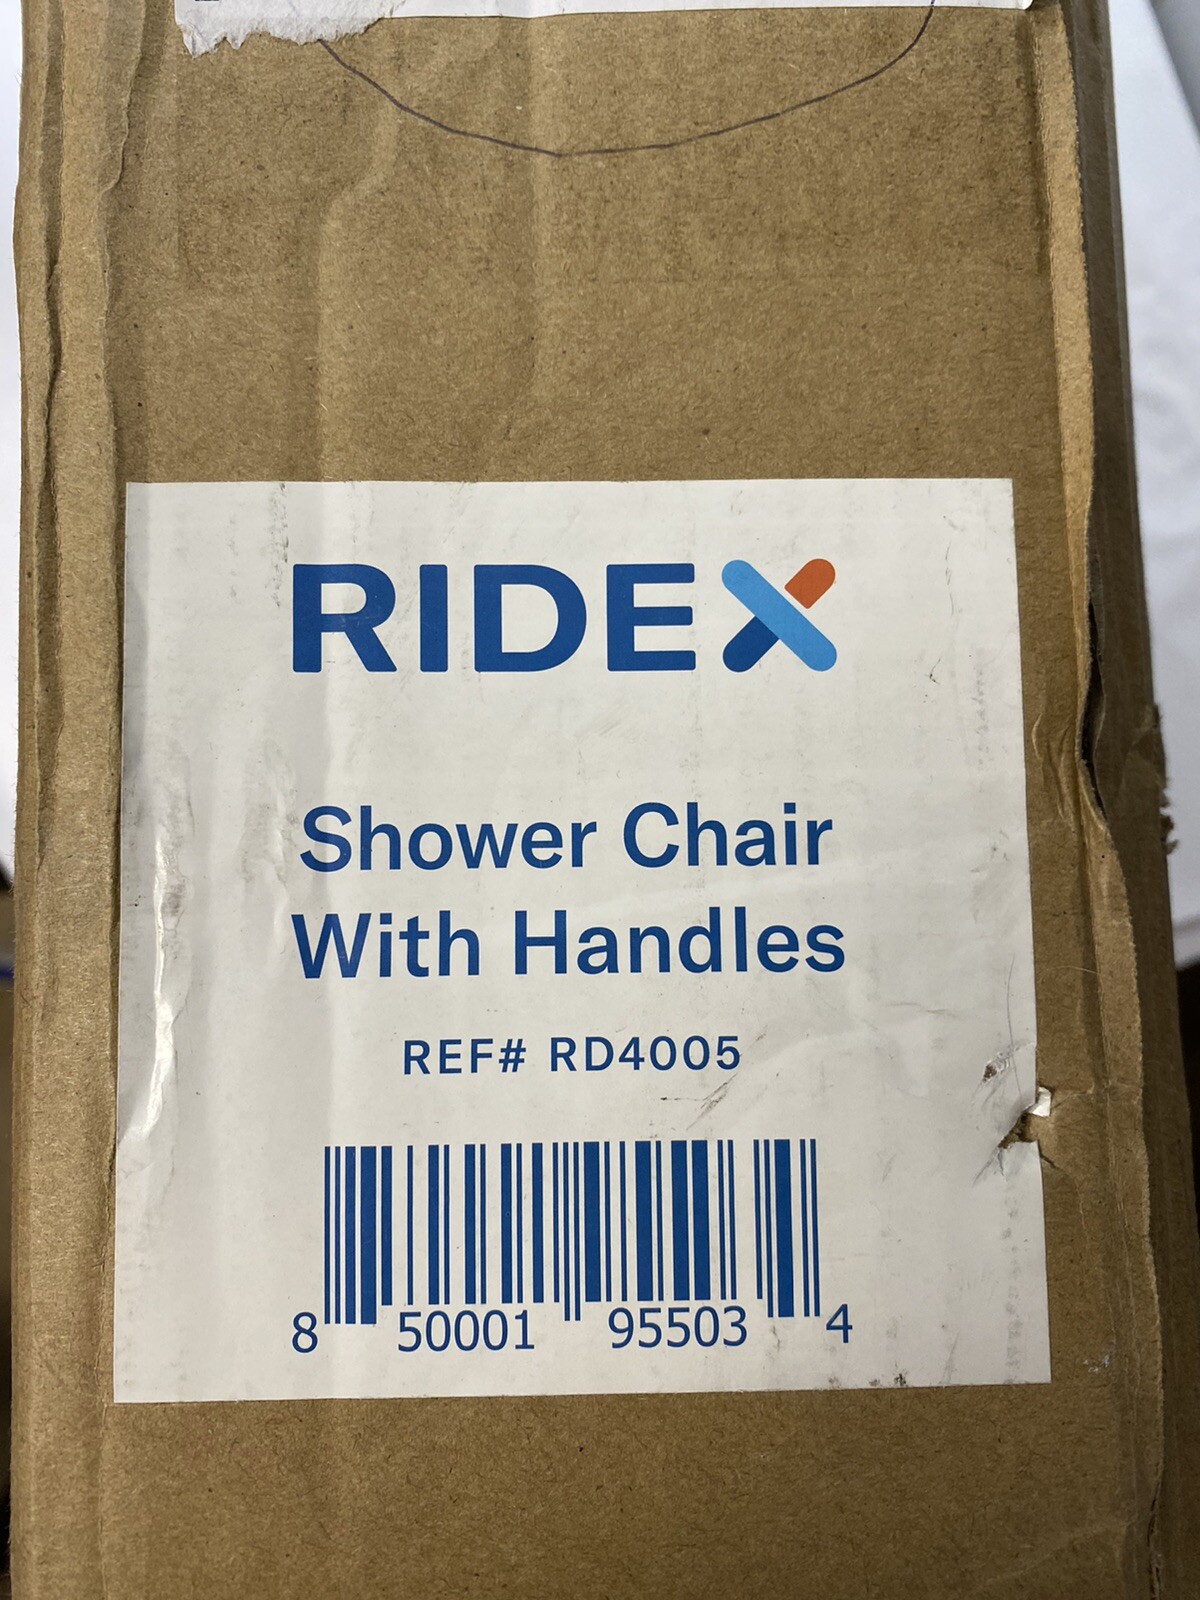 RIDEX
Shower Chair
With Handles
REF# RD4005
8 50001 95503 4